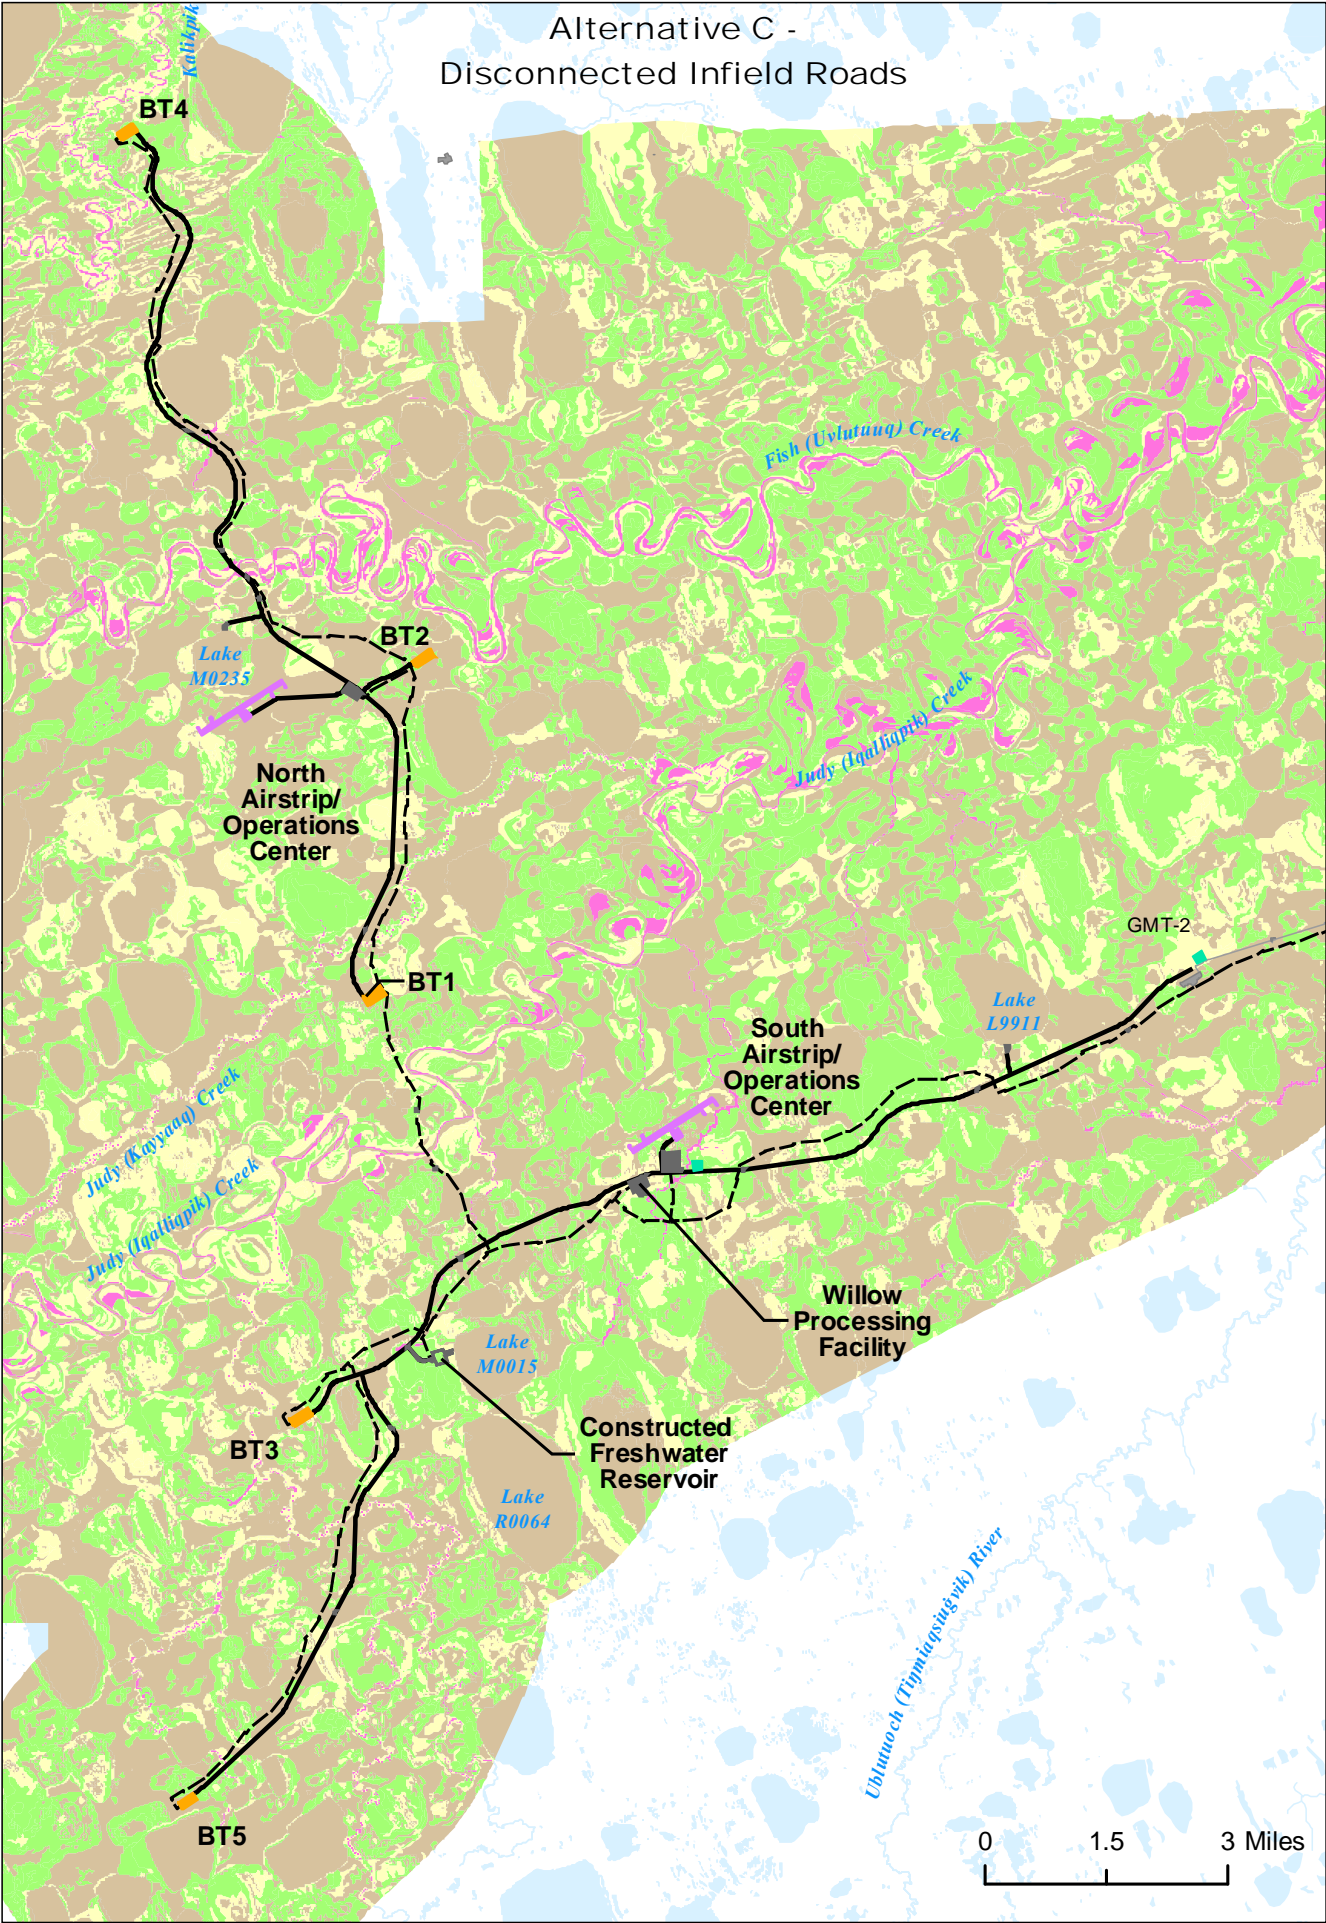 Alternative C -
Disconnected Infield Roads
Kalikpik
BT4
Fish (Uvlutuuq) Creek
BT2
Lake
M0235
Judy (Iqalliqpik) Creek
North
Airstrip/
Operations
Center
GMT-2
BT1
Lake
L9911
South
Airstrip/
Operations
Center
Judy (Kayyaaq) Creek
Judy (Iqalliqpik) Creek
Willow
Processing
Facility
Lake
M0015
Constructed
Freshwater
Reservoir
BT3
Lake
R0064
Ublutuoch (Tiŋmiaqsiuġvik) River
BT5
0 1.5 3 Miles